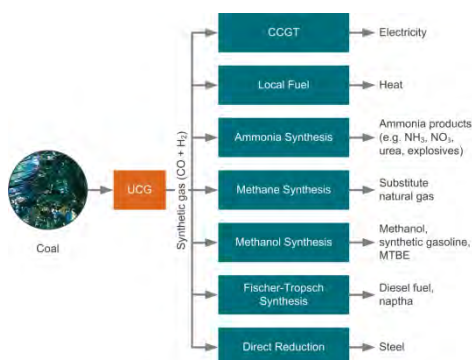 Coal
UCG
Synthetic gas (CO + H₂)
CCGT
Electricity
Local Fuel
Heat
Ammonia Synthesis
Ammonia products
(e.g. NH₃, NO₃,
urea, explosives)
Methane Synthesis
Substitute
natural gas
Methanol Synthesis
Methanol,
synthetic gasoline,
MTBE
Fischer-Tropsch
Synthesis
Diesel fuel,
naptha
Direct Reduction
Steel